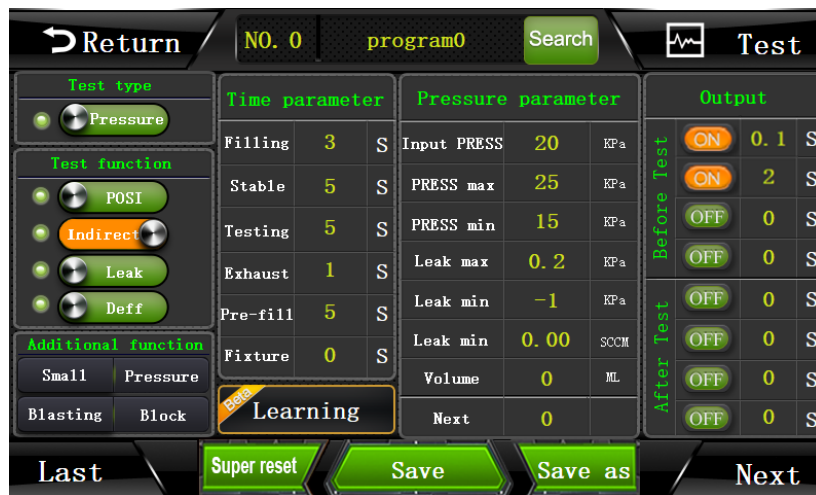 Return NO. 0 program0 Search Test
Test type
Pressure
Test function
POSI
Indirect
Leak
Deff
Additional function
Small Pressure
Blasting Block
Time parameter
Filling 3 S
Stable 5 S
Testing 5 S
Exhaust 1 S
Pre-fill 5 S
Fixture 0 S
Beta
Learning
Pressure parameter
Input PRESS 20 KPa
PRESS max 25 KPa
PRESS min 15 KPa
Leak max 0.2 KPa
Leak min -1 KPa
Leak min 0.00 SCCM
Volume 0 ML
Next 0
Output
Before Test
ON 0.1 S
ON 2 S
OFF 0 S
OFF 0 S
After Test
OFF 0 S
OFF 0 S
OFF 0 S
OFF 0 S
Last Super reset Save Save as Next